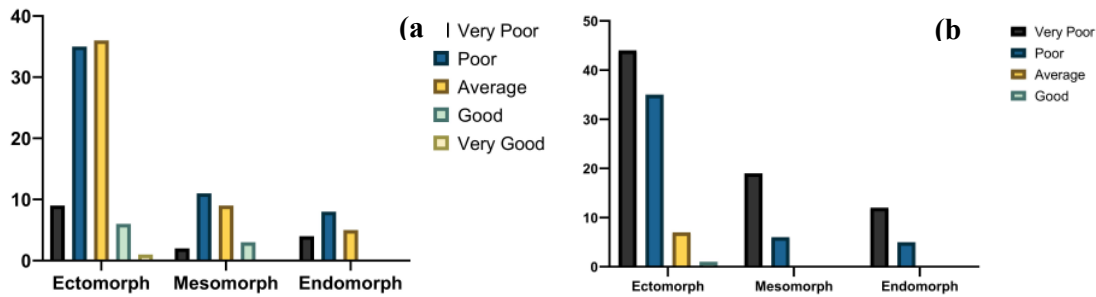 40
30
20
10
0
Ectomorph Mesomorph Endomorph
(a
Very Poor
Poor
Average
Good
Very Good
50
40
30
20
10
0
Ectomorph Mesomorph Endomorph
(b
Very Poor
Poor
Average
Good